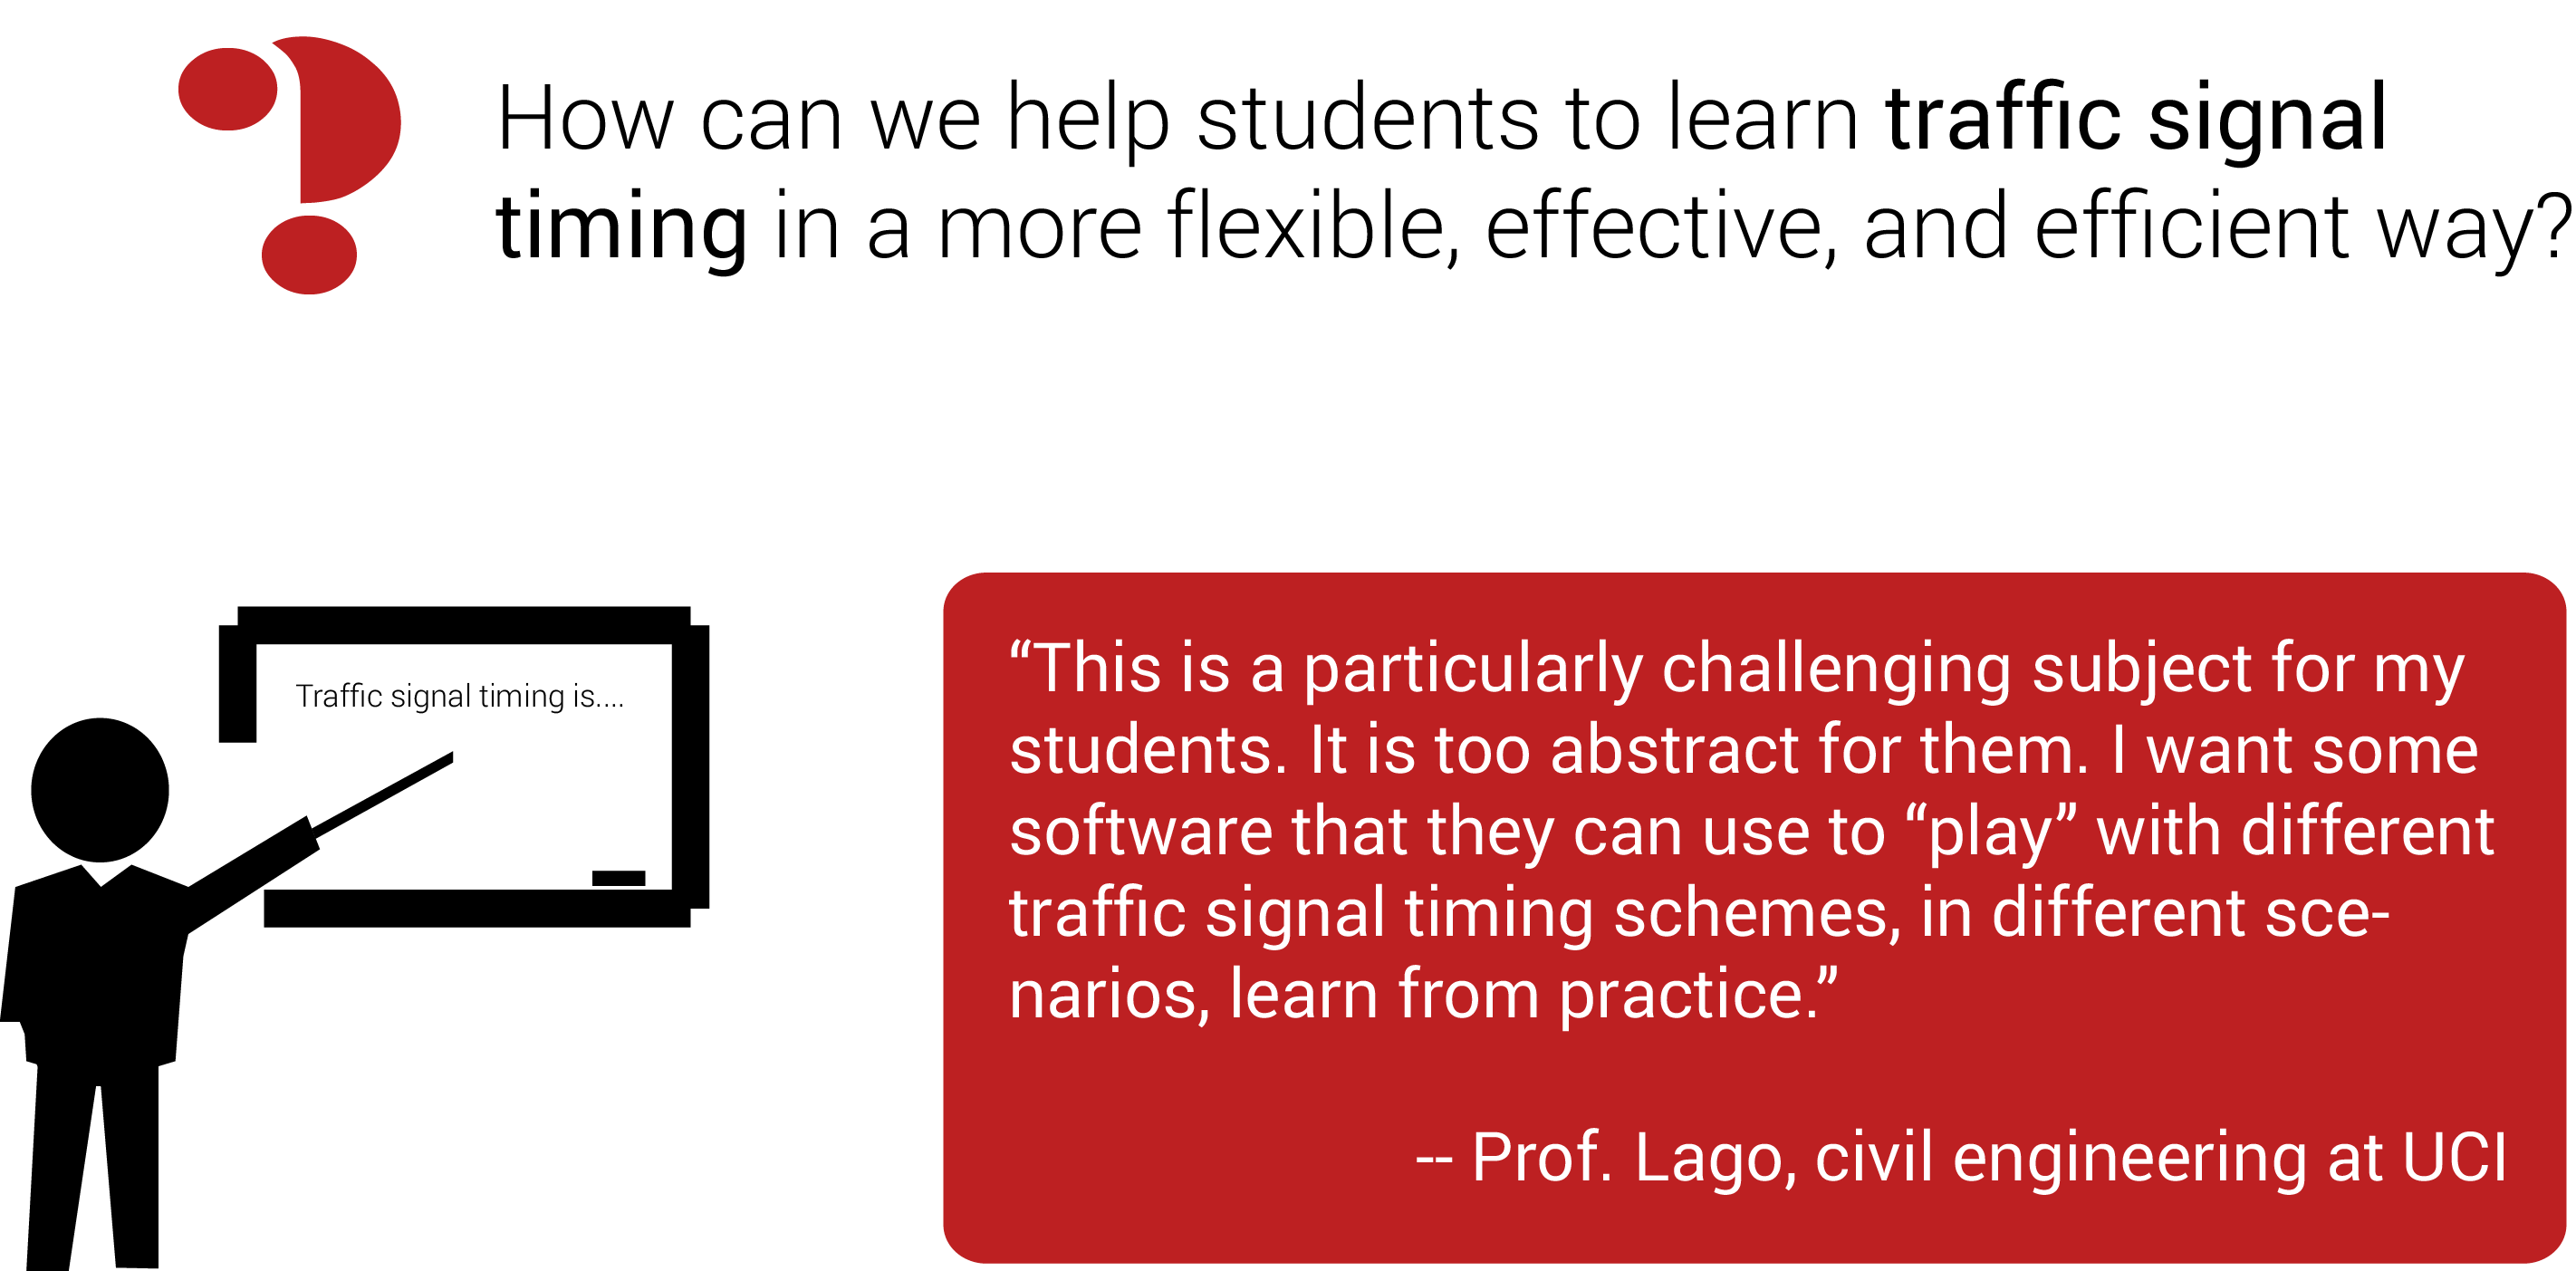 How can we help students to learn traffic signal
timing in a more flexible, effective, and efficient way?
Traffic signal timing is....
“This is a particularly challenging subject for my
students. It is too abstract for them. I want some
software that they can use to “play” with different
traffic signal timing schemes, in different sce-
narios, learn from practice.”
-- Prof. Lago, civil engineering at UCI